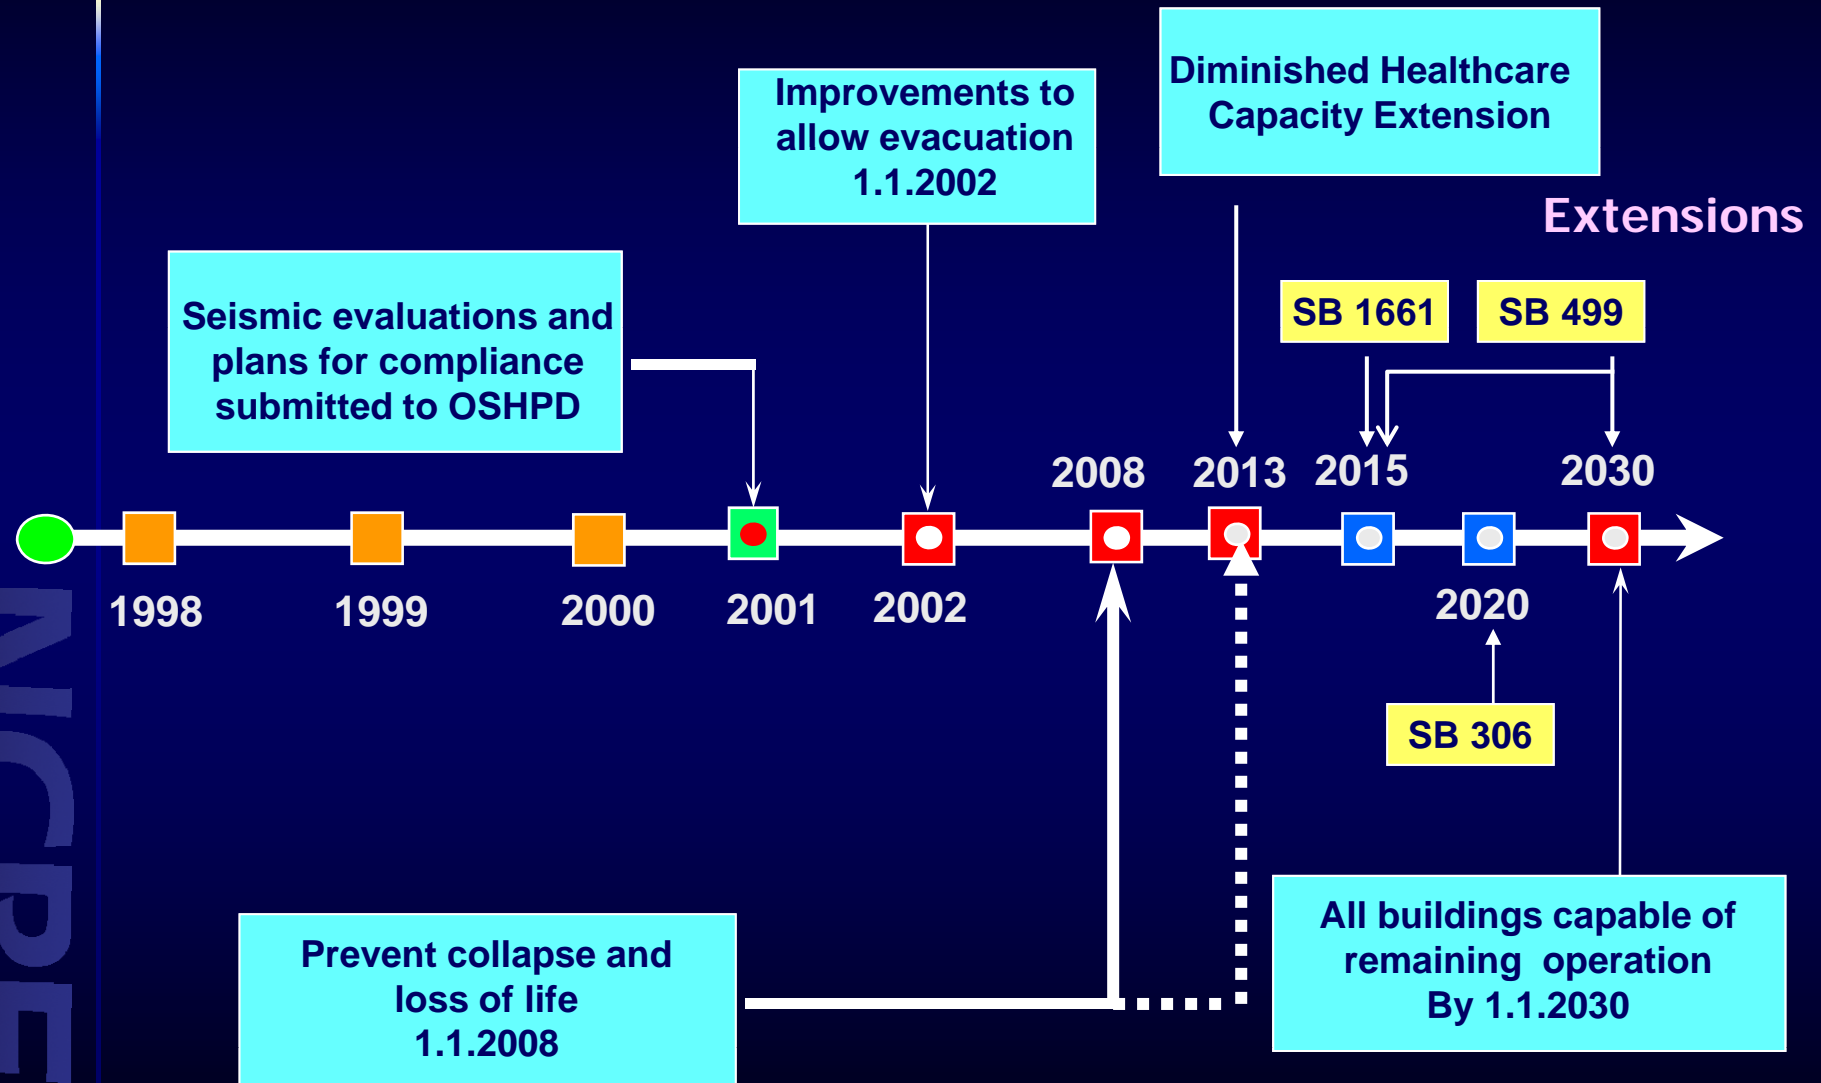 Diminished Healthcare
Capacity Extension
Improvements to
allow evacuation
1.1.2002
Extensions
Seismic evaluations and
plans for compliance
submitted to OSHPD
SB 1661
SB 499
2008
2013
2015
2030
1998
1999
2000
2001
2002
2020
SB 306
Prevent collapse and
loss of life
1.1.2008
All buildings capable of
remaining operation
By 1.1.2030